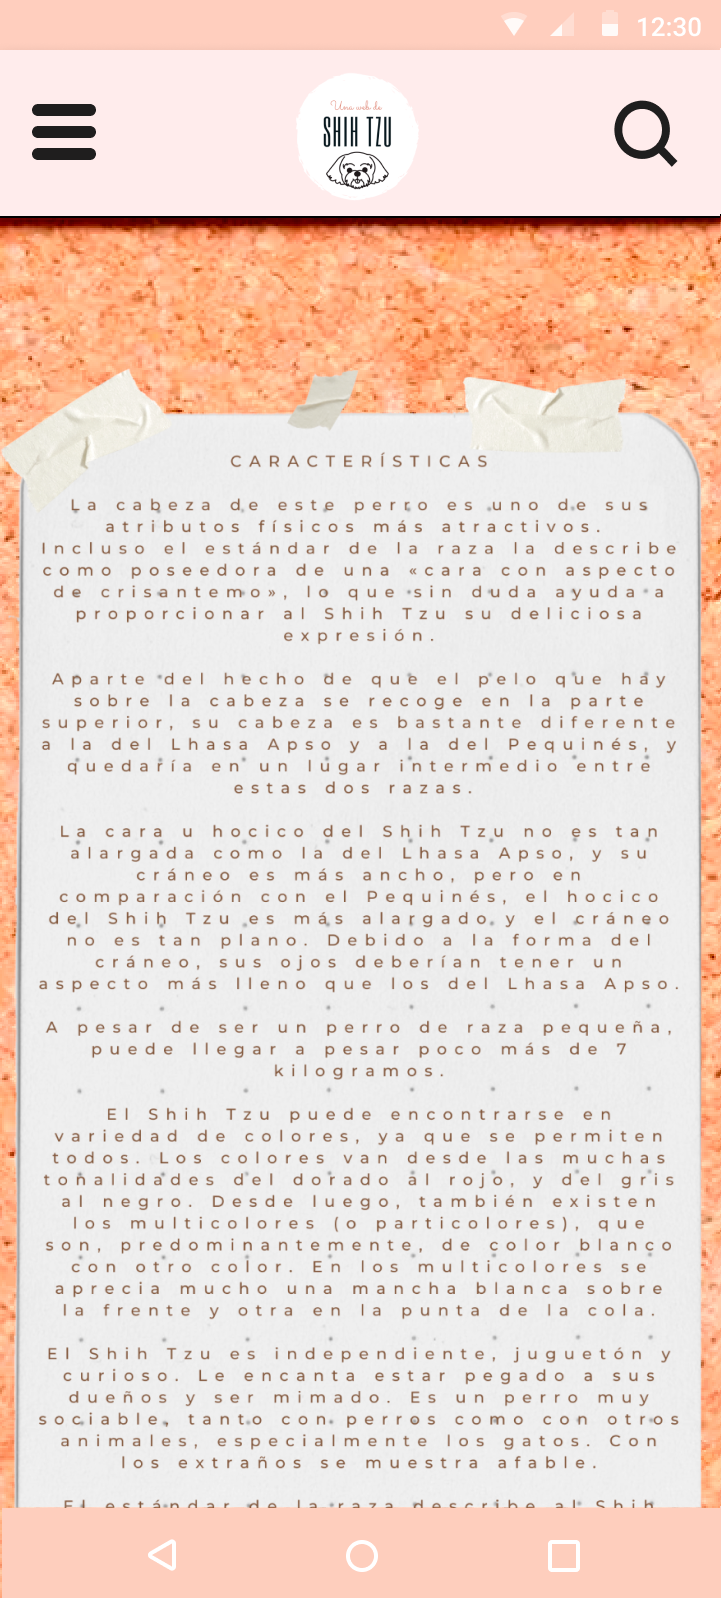 12:30
Una web de
SHIH TZU
CARACTERÍSTICAS
La cabeza de este perro es uno de sus
atributos físicos más atractivos.
Incluso el estándar de la raza la describe
como poseedora de una «cara con aspecto
de crisantemo», lo que sin duda ayuda a
proporcionar al Shih Tzu su deliciosa
expresión.
Aparte del hecho de que el pelo que hay
sobre la cabeza se recoge en la parte
superior, su cabeza es bastante diferente
a la del Lhasa Apso y a la del Pequinés, y
quedaría en un lugar intermedio entre
estas dos razas.
La cara u hocico del Shih Tzu no es tan
alargada como la del Lhasa Apso, y su
cráneo es más ancho, pero en
comparación con el Pequinés, el hocico
del Shih Tzu es más alargado y el cráneo
no es tan plano. Debido a la forma del
cráneo, sus ojos deberían tener un
aspecto más lleno que los del Lhasa Apso.
A pesar de ser un perro de raza pequeña,
puede llegar a pesar poco más de 7
kilogramos.
El Shih Tzu puede encontrarse en
variedad de colores, ya que se permiten
todos. Los colores van desde las muchas
tonalidades del dorado al rojo, y del gris
al negro. Desde luego, también existen
los multicolores (o particolores), que
son, predominantemente, de color blanco
con otro color. En los multicolores se
aprecia mucho una mancha blanca sobre
la frente y otra en la punta de la cola.
El Shih Tzu es independiente, juguetón y
curioso. Le encanta estar pegado a sus
dueños y ser mimado. Es un perro muy
sociable, tanto con perros como con otros
animales, especialmente los gatos. Con
los extraños se muestra afable.
El estándar de la raza describe al Shih